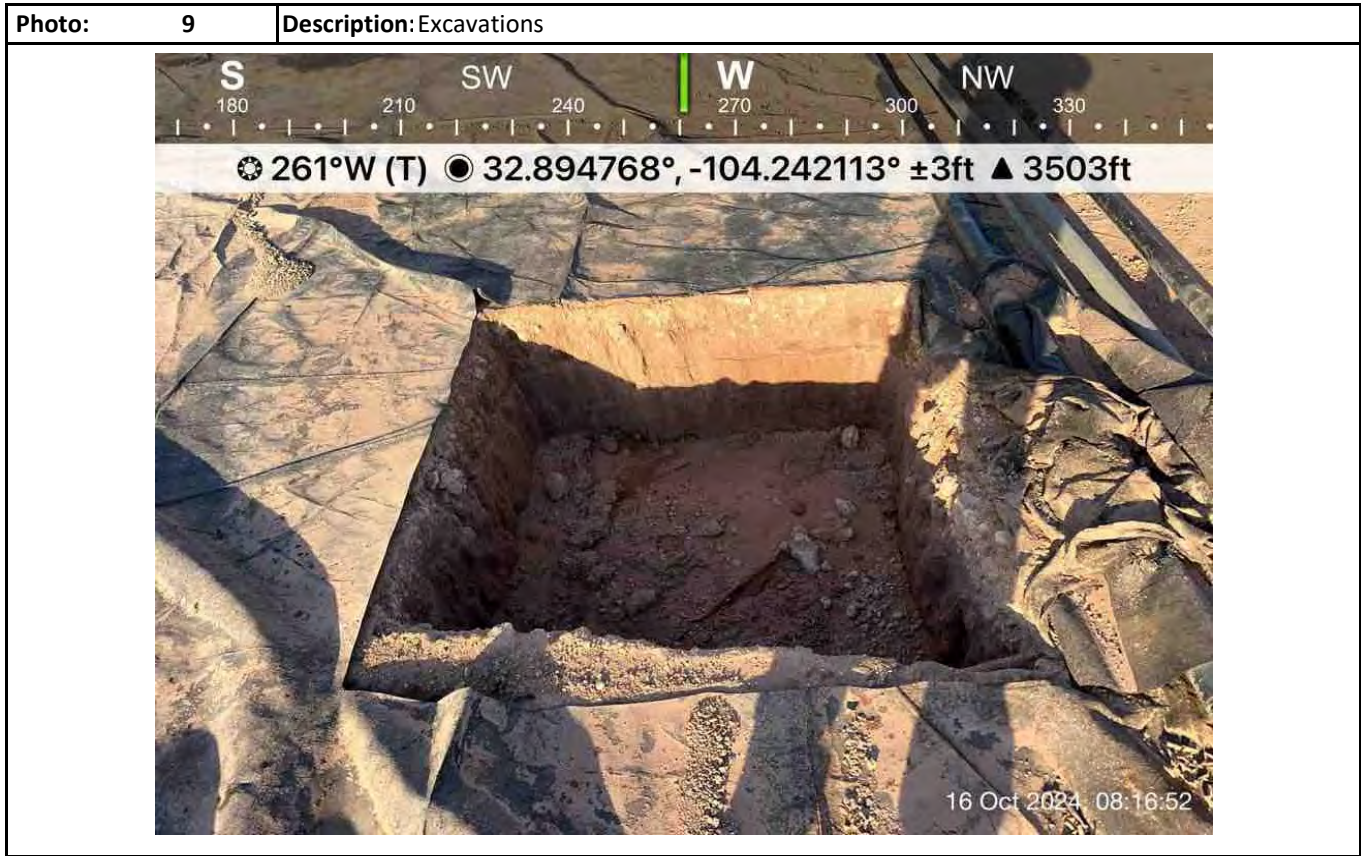 Photo: 9 Description: Excavations
S SW W NW
180 210 240 270 300 330
261°W (T) 32.894768°, -104.242113° ±3ft ▲ 3503ft
16 Oct 2024, 08:16:52